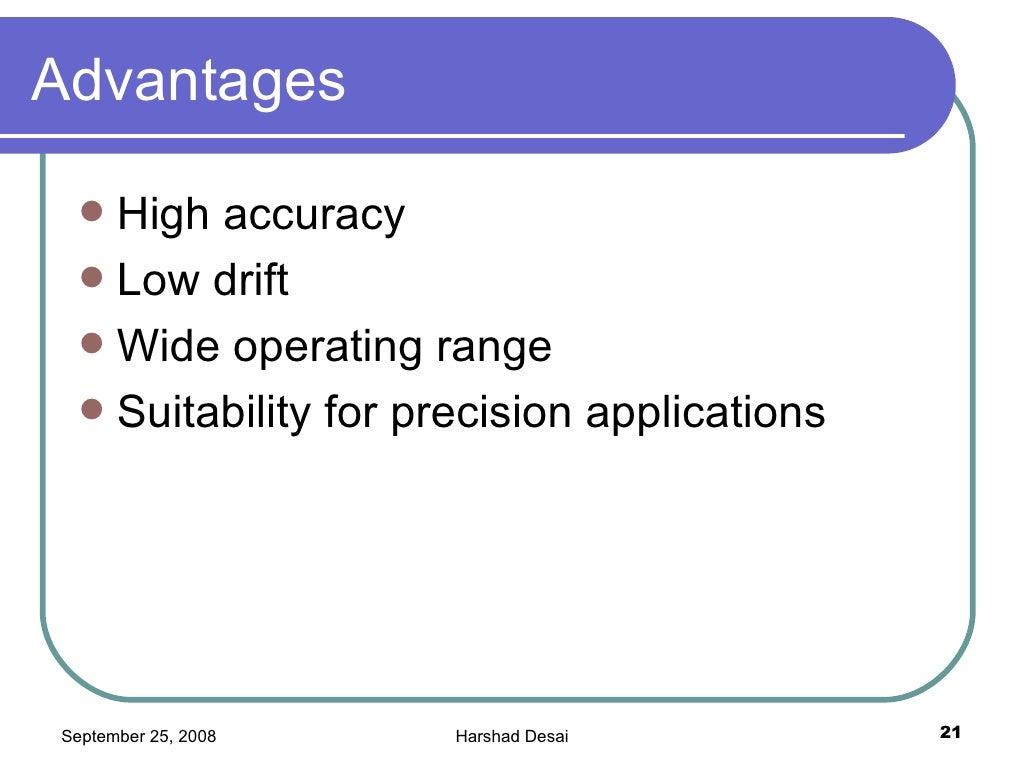 Advantages
High accuracy
Low drift
Wide operating range
Suitability for precision applications
September 25, 2008
Harshad Desai
21